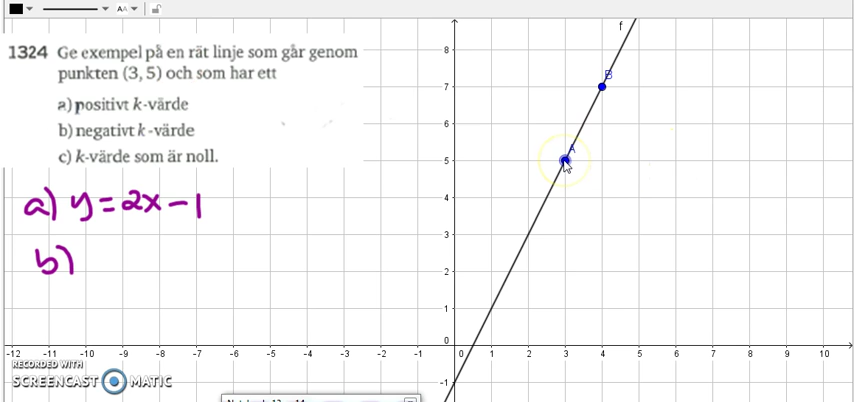 AA
1324 Ge exempel på en rät linje som går genom
punkten (3, 5) och som har ett
a) positivt k-värde
b) negativt k -värde
c) k-värde som är noll.
a) y = 2x - 1
b)
f
B
A
8
7
6
5
4
3
2
1
0
-1
-12 -11 -10 -9 -8 -7 -6 -5 -4 -3 -2 -1 0 1 2 3 4 5 6 7 8 9 10
RECORDED WITH
SCREENCAST MATIC